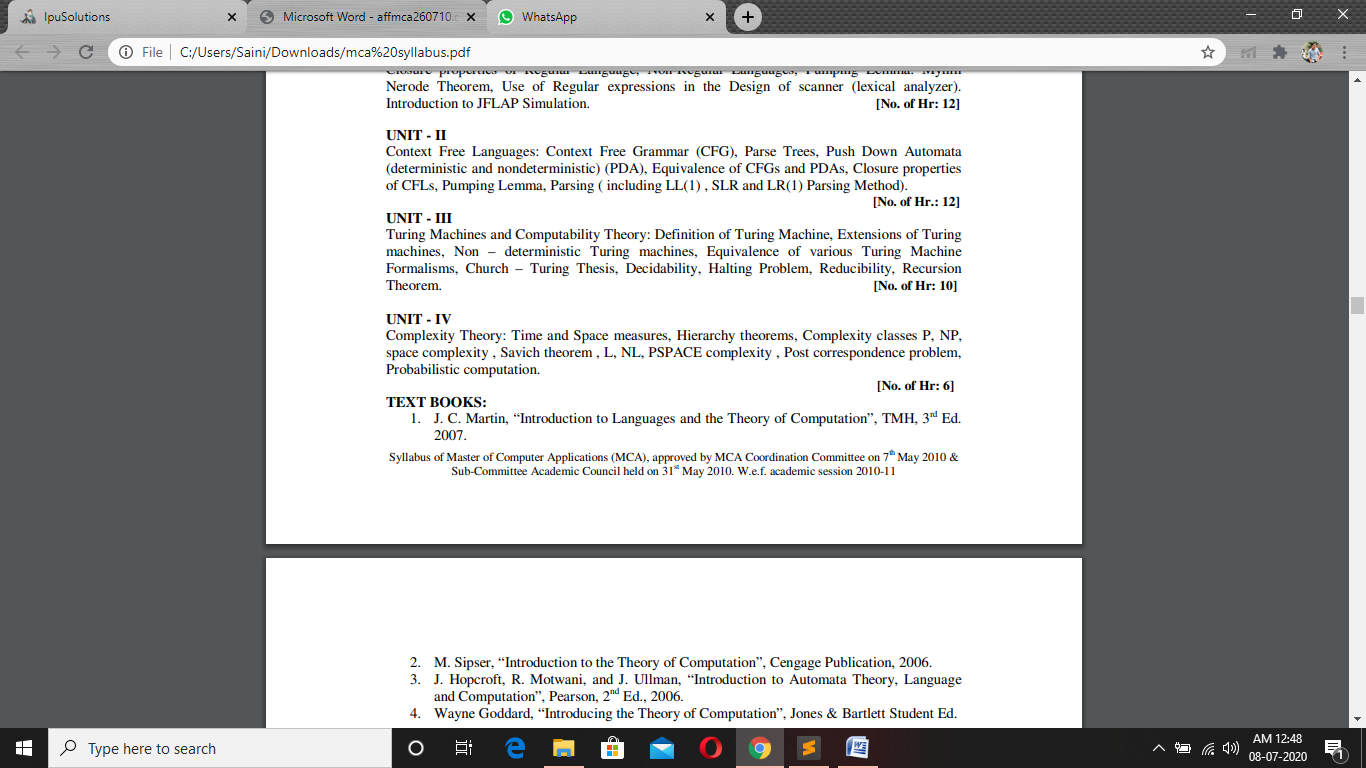 IpuSolutions
Microsoft Word - affmca260710.
WhatsApp
File
C:/Users/Saini/Downloads/mca%20syllabus.pdf
Closure properties of Regular Language, Non-Regular Languages, Pumping Lemma. Myhill
Nerode Theorem, Use of Regular expressions in the Design of scanner (lexical analyzer).
Introduction to JFLAP Simulation. [No. of Hr: 12]
UNIT - II
Context Free Languages: Context Free Grammar (CFG), Parse Trees, Push Down Automata
(deterministic and nondeterministic) (PDA), Equivalence of CFGs and PDAs, Closure properties
of CFLs, Pumping Lemma, Parsing ( including LL(1) , SLR and LR(1) Parsing Method).
[No. of Hr.: 12]
UNIT - III
Turing Machines and Computability Theory: Definition of Turing Machine, Extensions of Turing
machines, Non – deterministic Turing machines, Equivalence of various Turing Machine
Formalisms, Church – Turing Thesis, Decidability, Halting Problem, Reducibility, Recursion
Theorem. [No. of Hr: 10]
UNIT - IV
Complexity Theory: Time and Space measures, Hierarchy theorems, Complexity classes P, NP,
space complexity , Savich theorem , L, NL, PSPACE complexity , Post correspondence problem,
Probabilistic computation.
[No. of Hr: 6]
TEXT BOOKS:
1. J. C. Martin, “Introduction to Languages and the Theory of Computation”, TMH, 3rd Ed.
2007.
Syllabus of Master of Computer Applications (MCA), approved by MCA Coordination Committee on 7th May 2010 &
Sub-Committee Academic Council held on 31st May 2010. W.e.f. academic session 2010-11
2. M. Sipser, “Introduction to the Theory of Computation”, Cengage Publication, 2006.
3. J. Hopcroft, R. Motwani, and J. Ullman, “Introduction to Automata Theory, Language
and Computation”, Pearson, 2nd Ed., 2006.
4. Wayne Goddard, “Introducing the Theory of Computation”, Jones & Bartlett Student Ed.
Type here to search
AM 12:48
08-07-2020
1